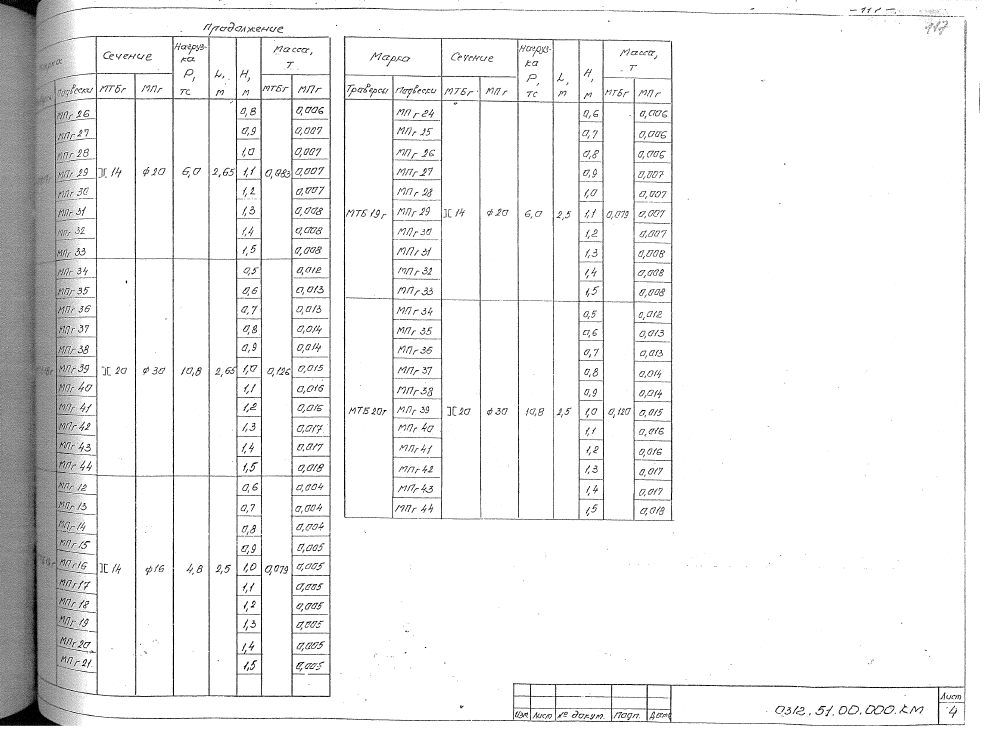 Продолжение
117
Сечение Нагруз- L, H, Масса,
ка т
P,
Подвески МТБг МПг тс м м МТБг МПг
МПг 26 0,8 0,006
МПг 27 0,9 0,007
МПг 28 1,0 0,007
МПг 29 ][ 14 Ф20 6,0 2,65 1,1 0,083 0,007
МПг 30 1,2 0,007
МПг 31 1,3 0,008
МПг 32 1,4 0,008
МПг 33 1,5 0,008
МПг 34 0,5 0,012
МПг 35 0,6 0,013
МПг 36 0,7 0,013
МПг 37 0,8 0,014
МПг 38 0,9 0,014
МПг 39 ][ 20 Ф30 10,8 2,65 1,0 0,126 0,015
МПг 40 1,1 0,016
МПг 41 1,2 0,016
МПг 42 1,3 0,017
МПг 43 1,4 0,017
МПг 44 1,5 0,018
МПг 12 0,6 0,004
МПг 13 0,7 0,004
МПг 14 0,8 0,004
МПг 15 0,9 0,005
МПг 16 ][ 14 Ф16 4,8 2,5 1,0 0,079 0,005
МПг 17 1,1 0,005
МПг 18 1,2 0,005
МПг 19 1,3 0,005
МПг 20 1,4 0,005
МПг 21 1,5 0,005
Марка Сечение Нагруз- L, H, Масса,
ка т
P,
Траверсы Подвески МТБг МПг тс м м МТБг МПг
МПг 24 0,6 0,006
МПг 25 0,7 0,006
МПг 26 0,8 0,006
МПг 27 0,9 0,007
МПг 28 1,0 0,007
МТБ 19г МПг 29 ][ 14 Ф20 6,0 2,5 1,1 0,079 0,007
МПг 30 1,2 0,007
МПг 31 1,3 0,008
МПг 32 1,4 0,008
МПг 33 1,5 0,008
МПг 34 0,5 0,012
МПг 35 0,6 0,013
МПг 36 0,7 0,013
МПг 37 0,8 0,014
МПг 38 0,9 0,014
МТБ 20г МПг 39 ][ 20 Ф30 10,8 2,5 1,0 0,120 0,015
МПг 40 1,1 0,016
МПг 41 1,2 0,016
МПг 42 1,3 0,017
МПг 43 1,4 0,017
МПг 44 1,5 0,018
Изм Лист № докум. Подп. Дата
0312.51.00.000.КМ
Лист
4